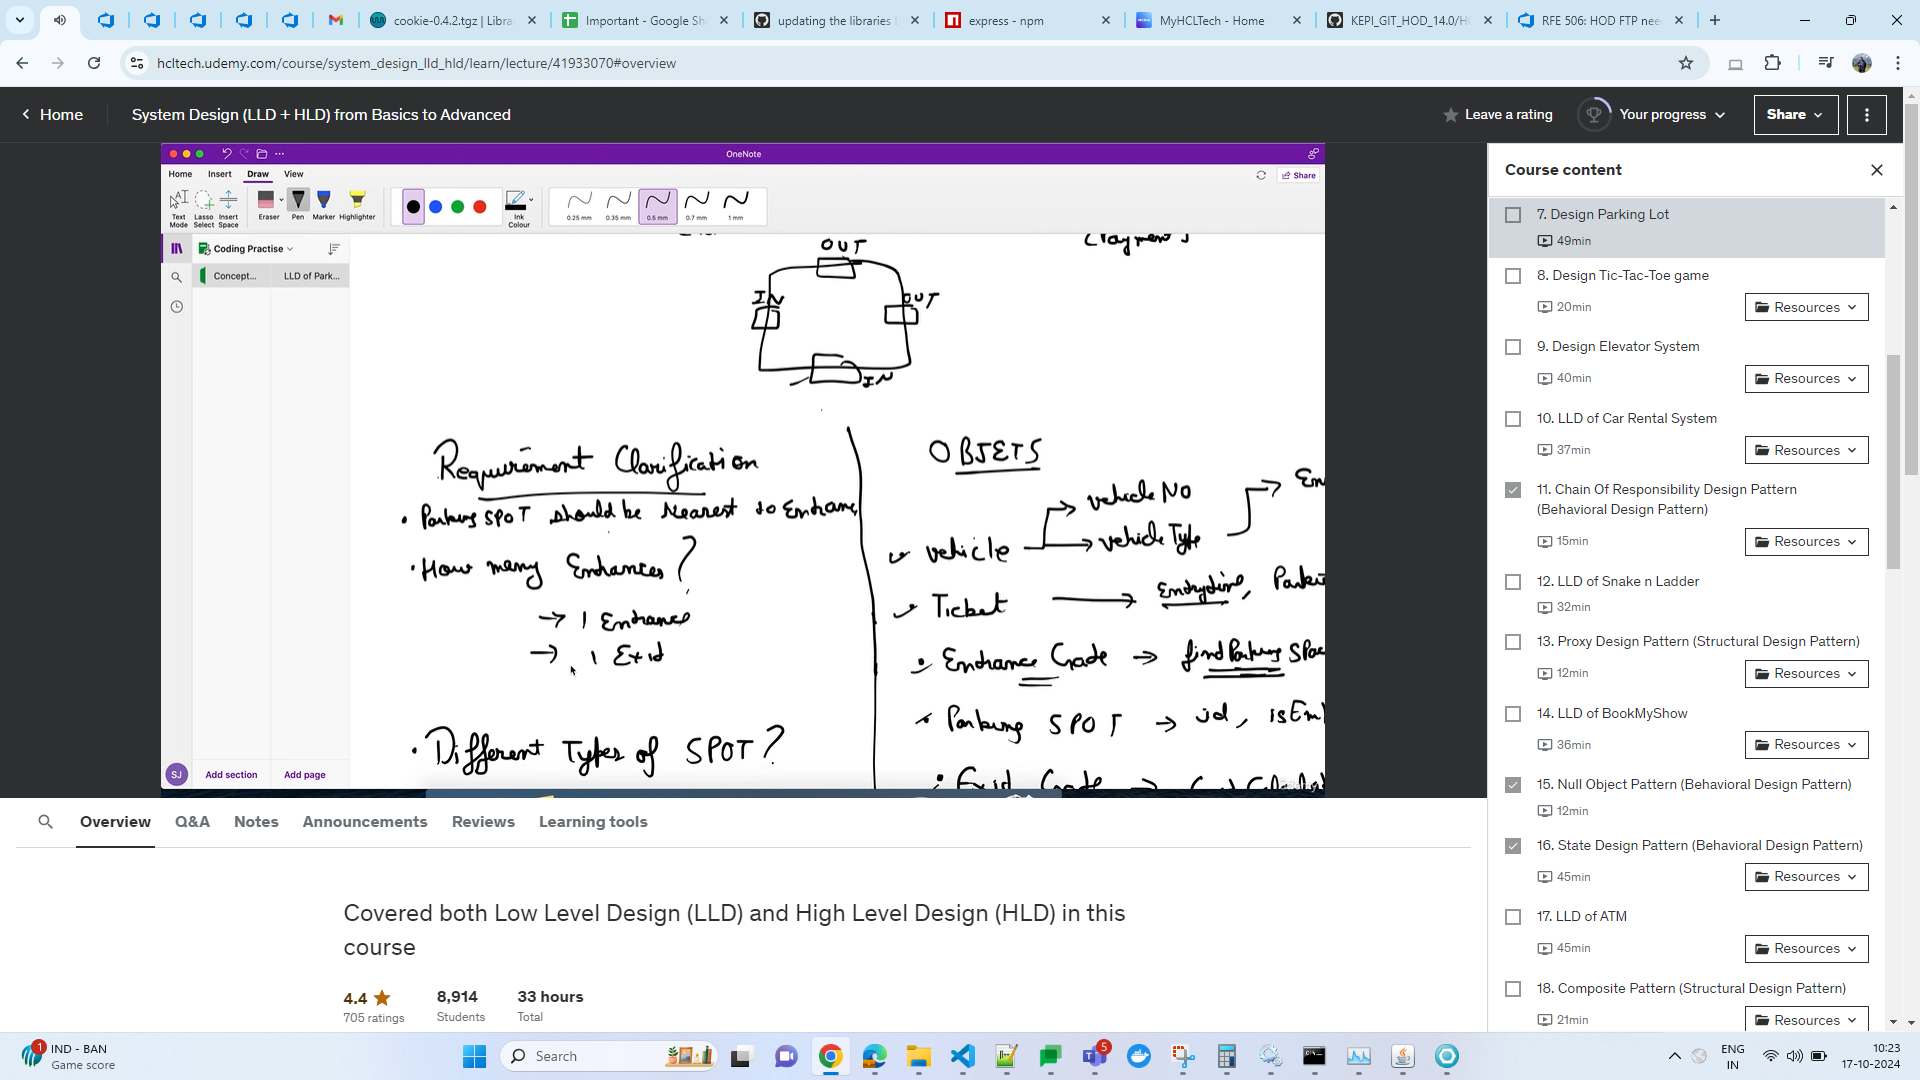 cookie-0.4.2.tgz | Libra
Important - Google Sh
updating the libraries
express - npm
MyHCLTech - Home
KEPI_GIT_HOD_14.0/H
RFE 506: HOD FTP nee
hcltech.udemy.com/course/system_design_lld_hld/learn/lecture/41933070#overview
Home
System Design (LLD + HLD) from Basics to Advanced
Leave a rating
Your progress
Share
OneNote
Home Insert Draw View
Share
Text Mode
Lasso Select
Insert Space
Eraser
Pen
Marker
Highlighter
Ink Colour
0.25 mm
0.35 mm
0.5 mm
0.7 mm
1 mm
Coding Practise
Concept...
LLD of Park...
OUT
IN
OUT
IN
Requirement Clarification
• Parking SPOT should be Nearest to Entrance
• How many Entrances?
→ 1 Entrance
→ 1 Exid
• Different Types of SPOT?
OBJETS
vehicle
vehicle No
vehicle Type
Ticket → Entrytime, Parki
Entrance Gade → find Parking Spac
Parking SPOT → id, isEm
SJ
Add section
Add page
Course content
7. Design Parking Lot
49min
8. Design Tic-Tac-Toe game
20min
Resources
9. Design Elevator System
40min
Resources
10. LLD of Car Rental System
37min
Resources
11. Chain Of Responsibility Design Pattern
(Behavioral Design Pattern)
15min
Resources
12. LLD of Snake n Ladder
32min
13. Proxy Design Pattern (Structural Design Pattern)
12min
Resources
14. LLD of BookMyShow
36min
Resources
15. Null Object Pattern (Behavioral Design Pattern)
12min
16. State Design Pattern (Behavioral Design Pattern)
45min
Resources
17. LLD of ATM
45min
Resources
18. Composite Pattern (Structural Design Pattern)
21min
Resources
Overview
Q&A
Notes
Announcements
Reviews
Learning tools
Covered both Low Level Design (LLD) and High Level Design (HLD) in this
course
4.4
705 ratings
8,914
Students
33 hours
Total
1
IND - BAN
Game score
Search
5
ENG
IN
10:23
17-10-2024